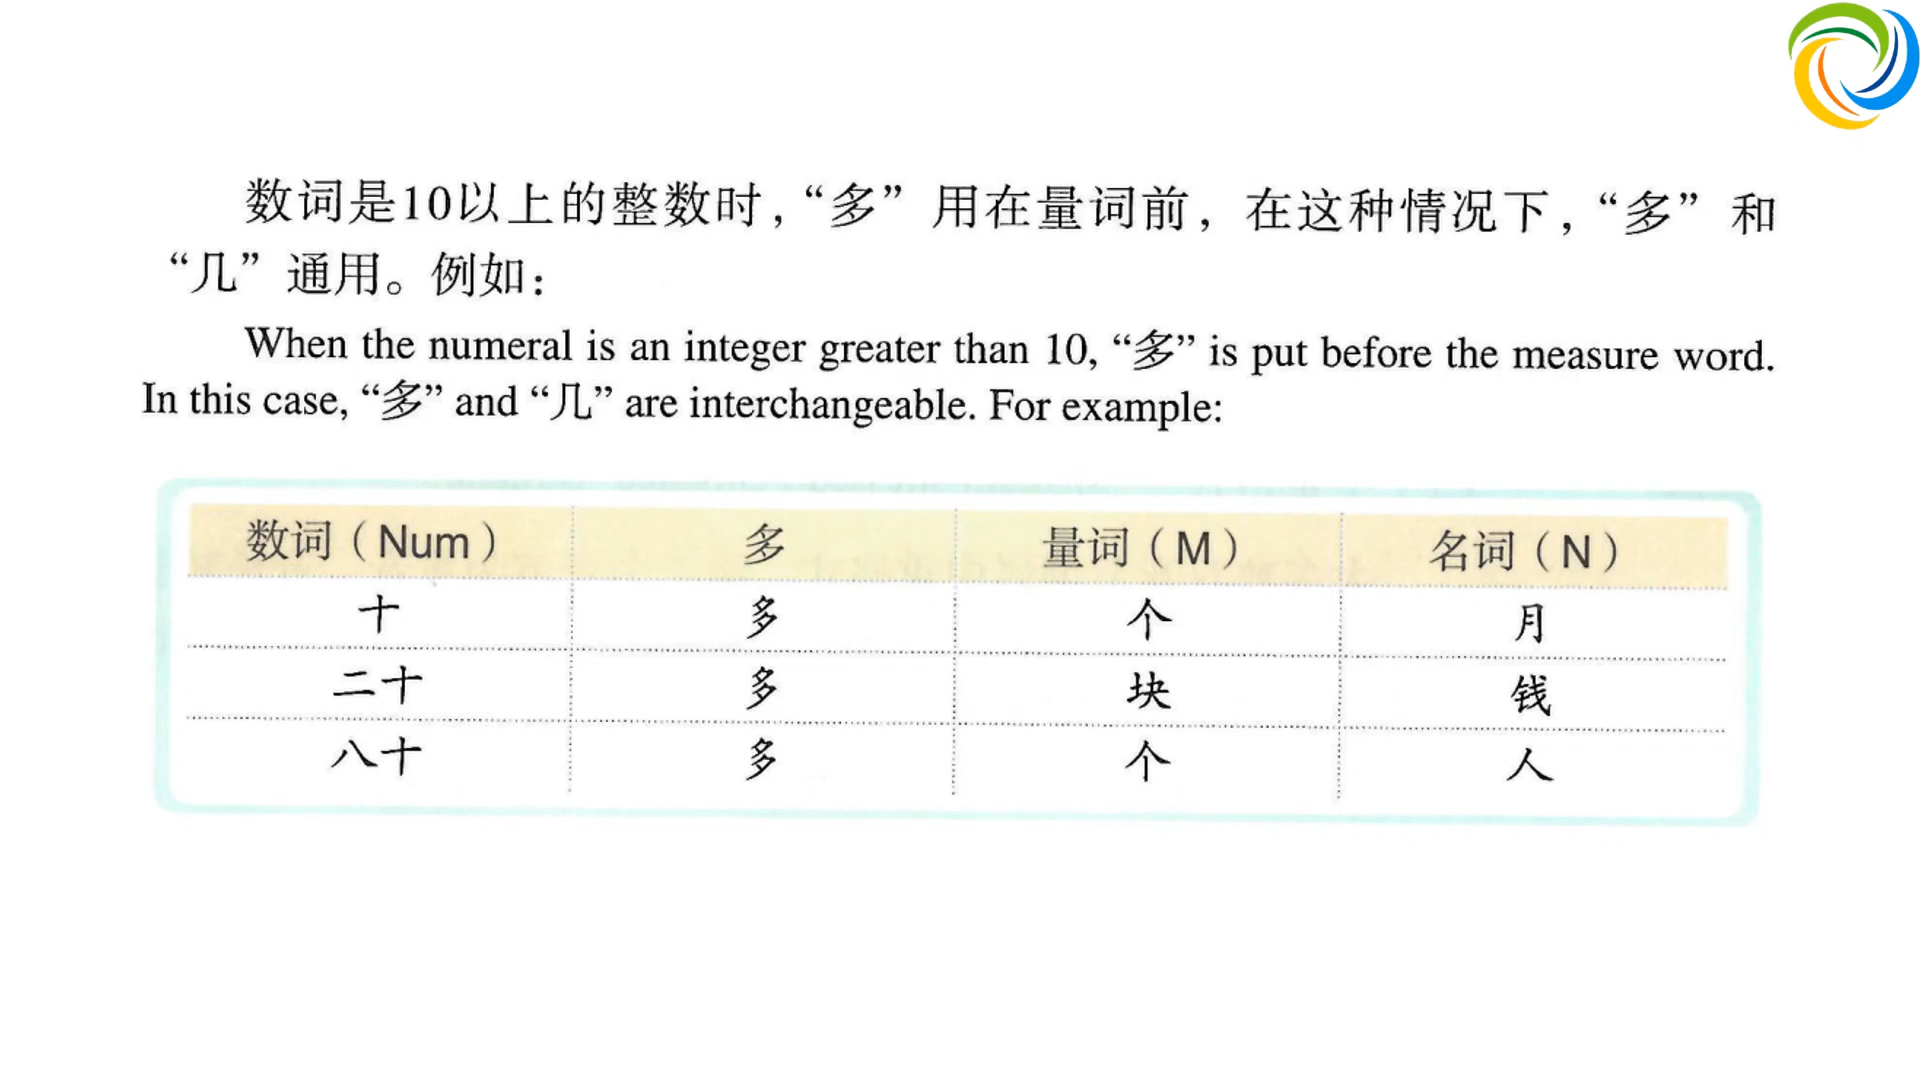 数词是10以上的整数时，“多”用在量词前，在这种情况下，“多”和
“几”通用。例如：
When the numeral is an integer greater than 10, “多” is put before the measure word.
In this case, “多” and “几” are interchangeable. For example:
数词（Num） 多 量词（M） 名词（N）
十 多 个 月
二十 多 块 钱
八十 多 个 人